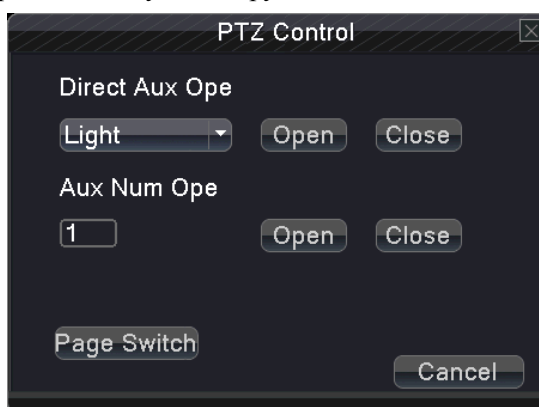 PTZ Control
Direct Aux Ope
Light Open Close
Aux Num Ope
1 Open Close
Page Switch
Cancel